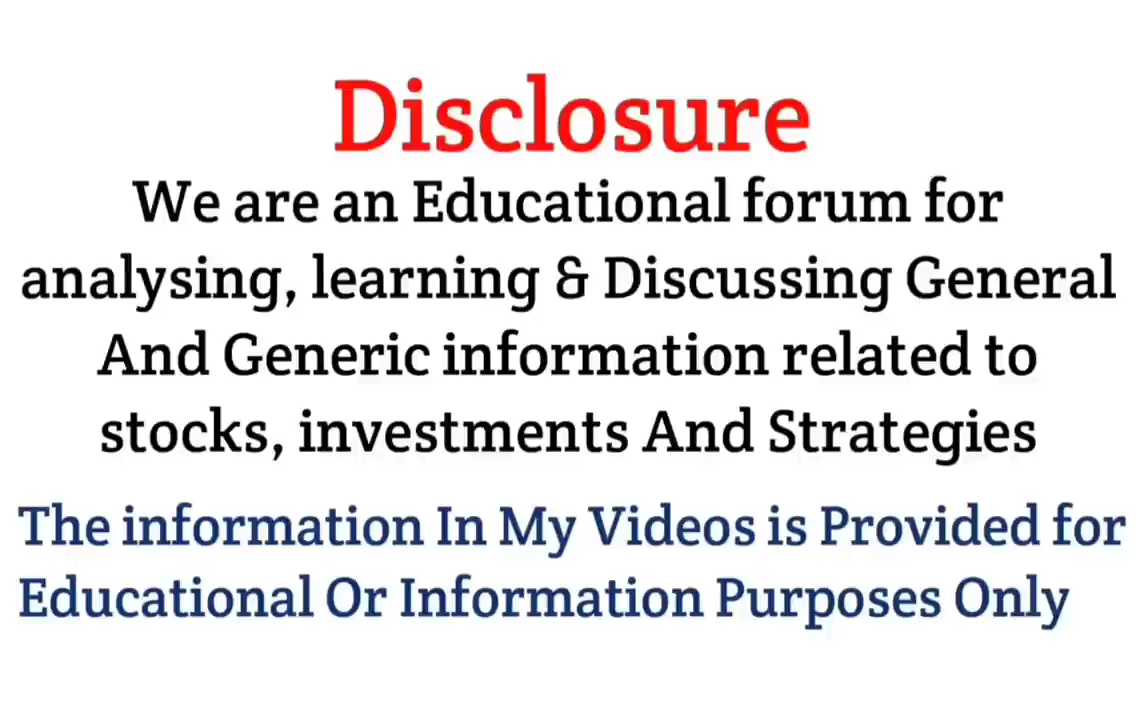 Disclosure
We are an Educational forum for
analysing, learning & Discussing General
And Generic information related to
stocks, investments And Strategies
The information In My Videos is Provided for
Educational Or Information Purposes Only